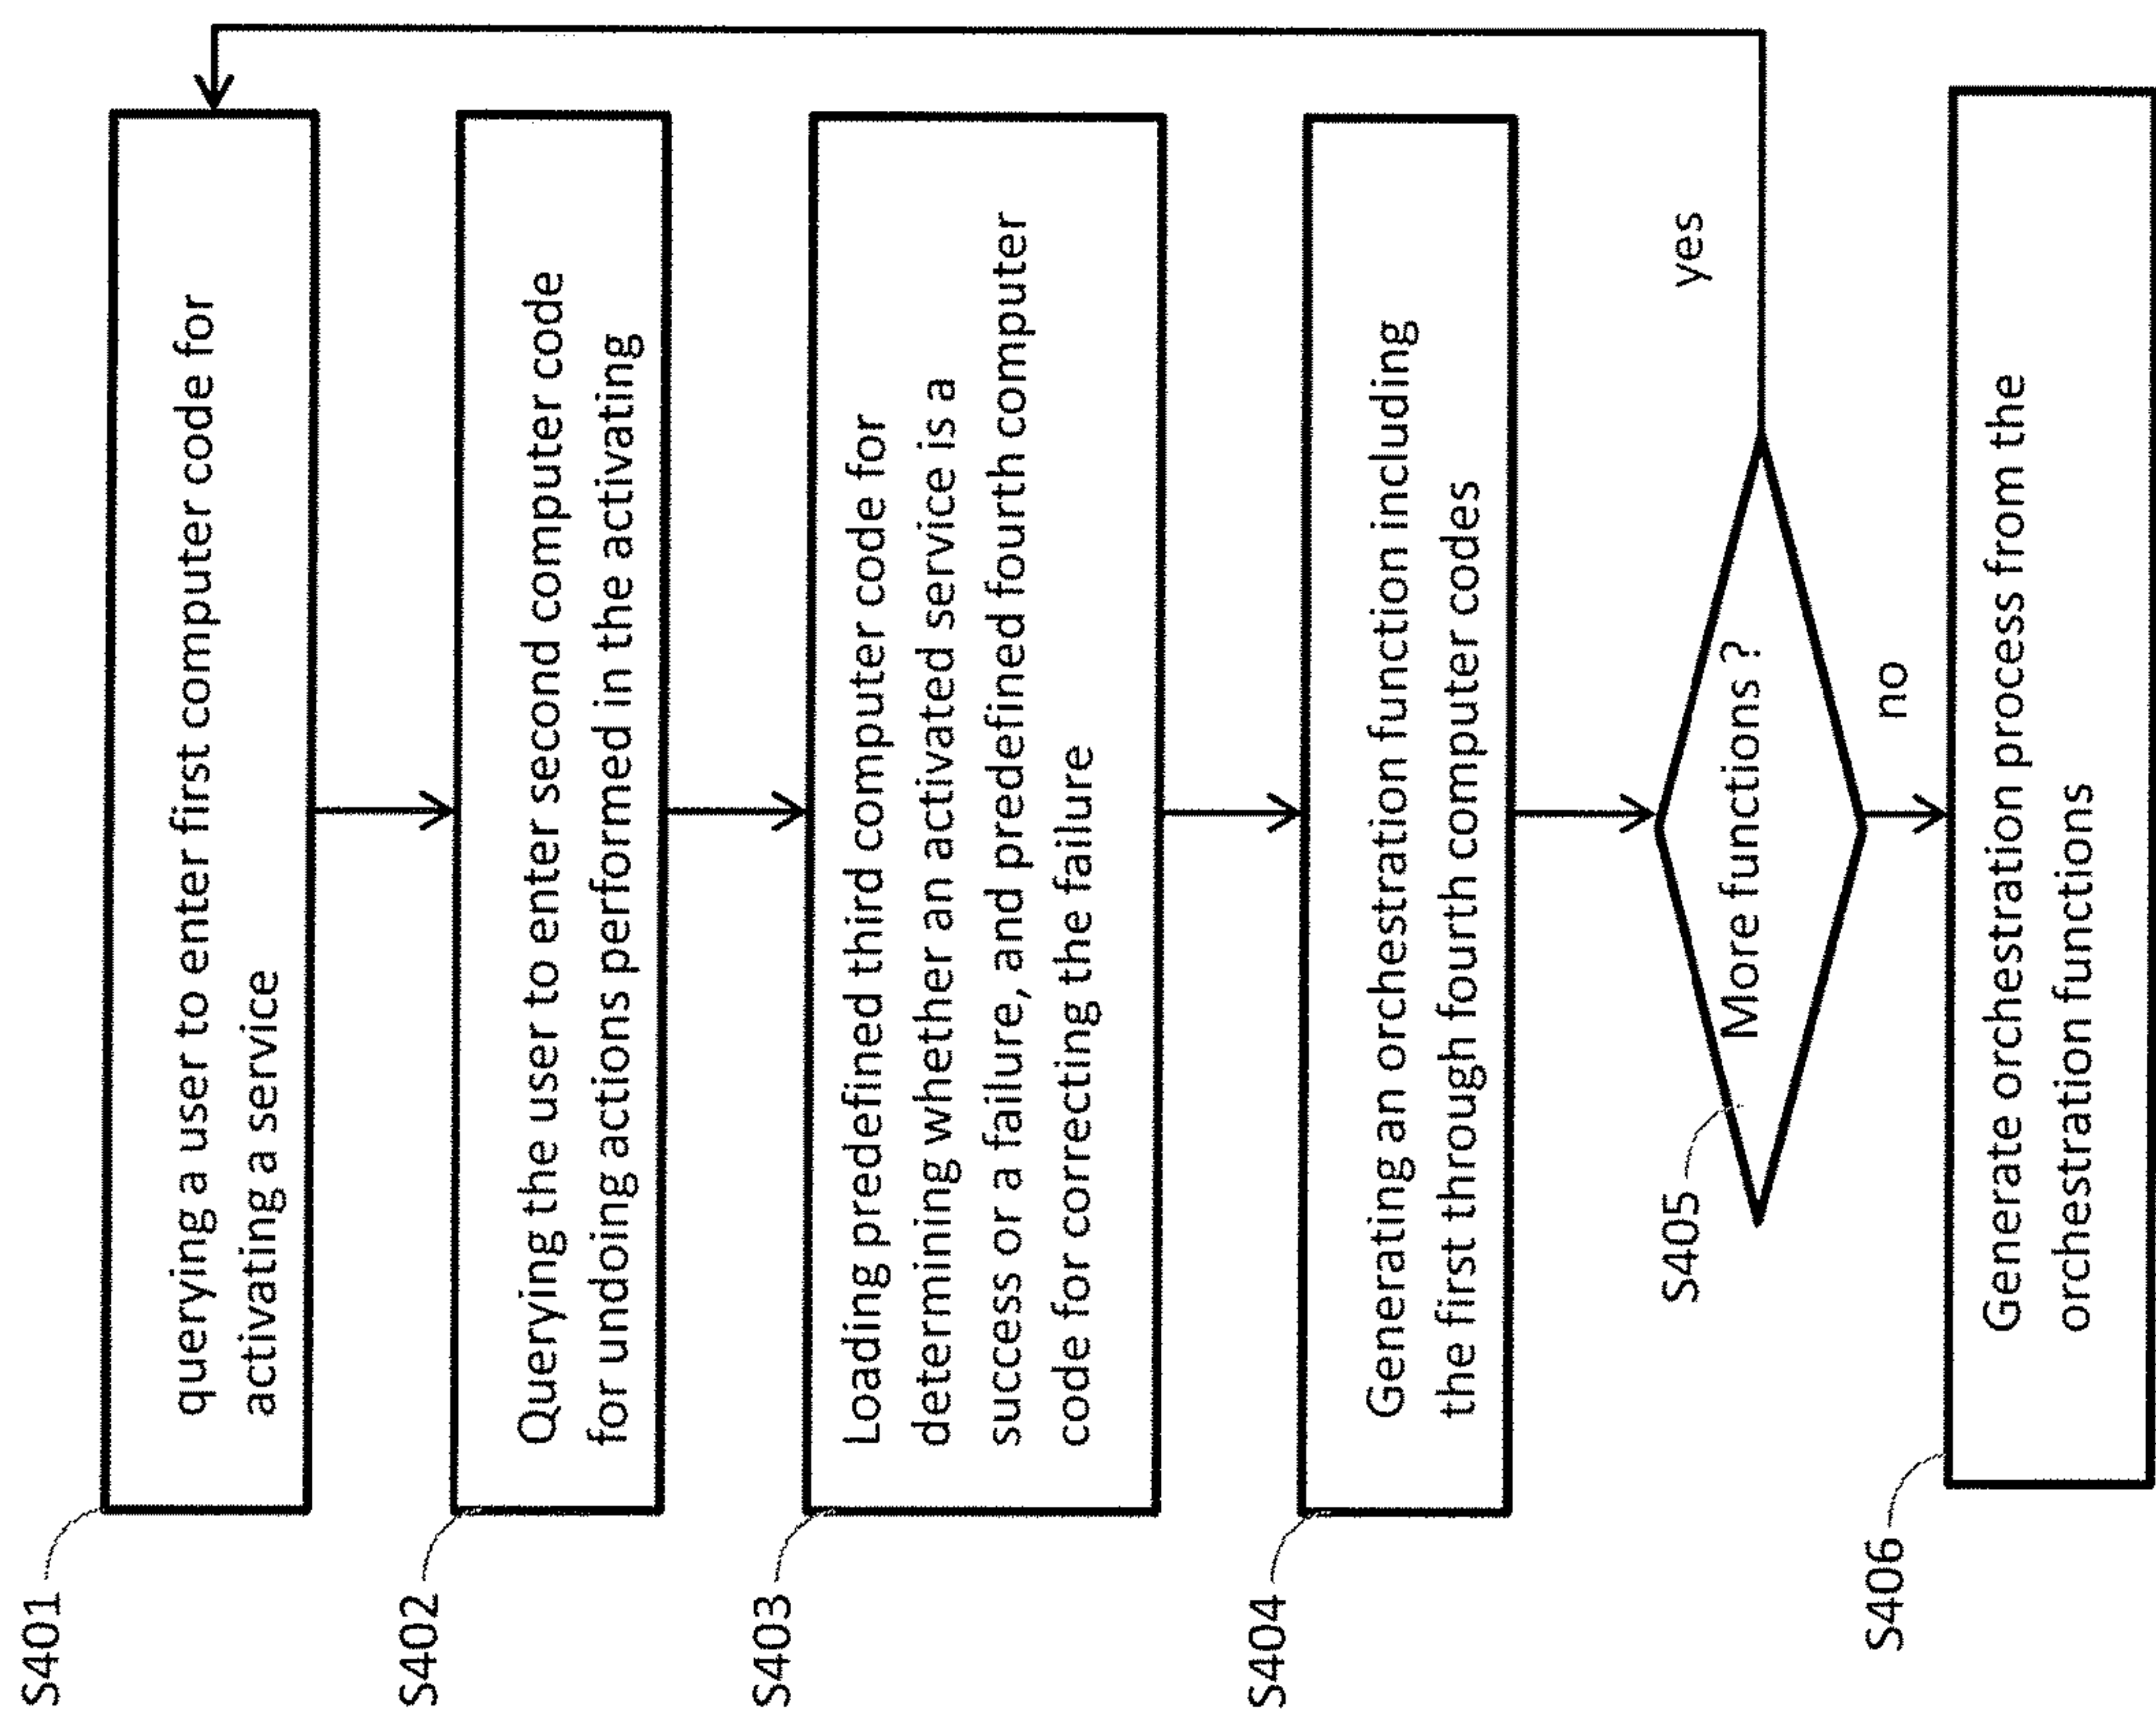 S401
querying a user to enter first computer code for
activating a service
S402
Querying the user to enter second computer code
for undoing actions performed in the activating
S403
Loading predefined third computer code for
determining whether an activated service is a
success or a failure, and predefined fourth computer
code for correcting the failure
S404
Generating an orchestration function including
the first through fourth computer codes
S405
More functions ?
yes
no
S406
Generate orchestration process from the
orchestration functions